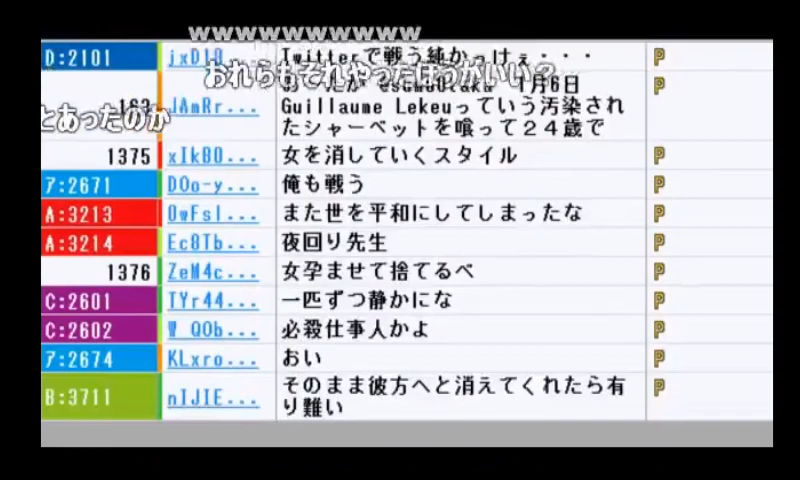 wwwwwwwwwww
D:2101 jxD10 Twitterで戦う純かっけぇ・・・ P
おれらもそれやったほうがいい?
1月6日 P
とあったのか
JAmRr... Guillaume Lekeuっていう汚染され
たシャーベットを喰って24歳で
1375 xIkBO... 女を消していくスタイル P
ア:2671 DOo-y... 俺も戦う P
A:3213 OwFsl... また世を平和にしてしまったな P
A:3214 Ec8Tb... 夜回り先生 P
1376 ZeM4c... 女孕ませて捨てるべ P
C:2601 TYr44... 一匹ずつ静かにな P
C:2602 W_QOb... 必殺仕事人かよ P
ア:2674 KLxro... おい P
B:3711 nIJIE... そのまま彼方へと消えてくれたら有 P
り難い